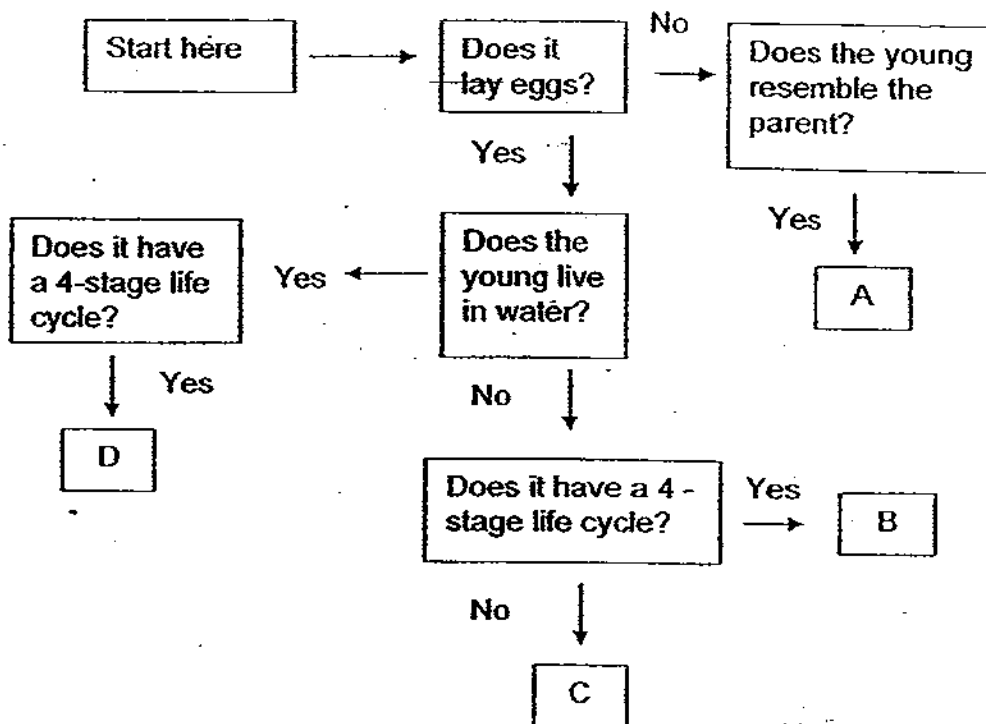 Start here
Does it
lay eggs?
No
Does the young
resemble the
parent?
Yes
Yes
A
Does it have
a 4-stage life
cycle?
Yes
Does the
young live
in water?
Yes
No
D
Does it have a 4 -
stage life cycle?
Yes
B
No
C